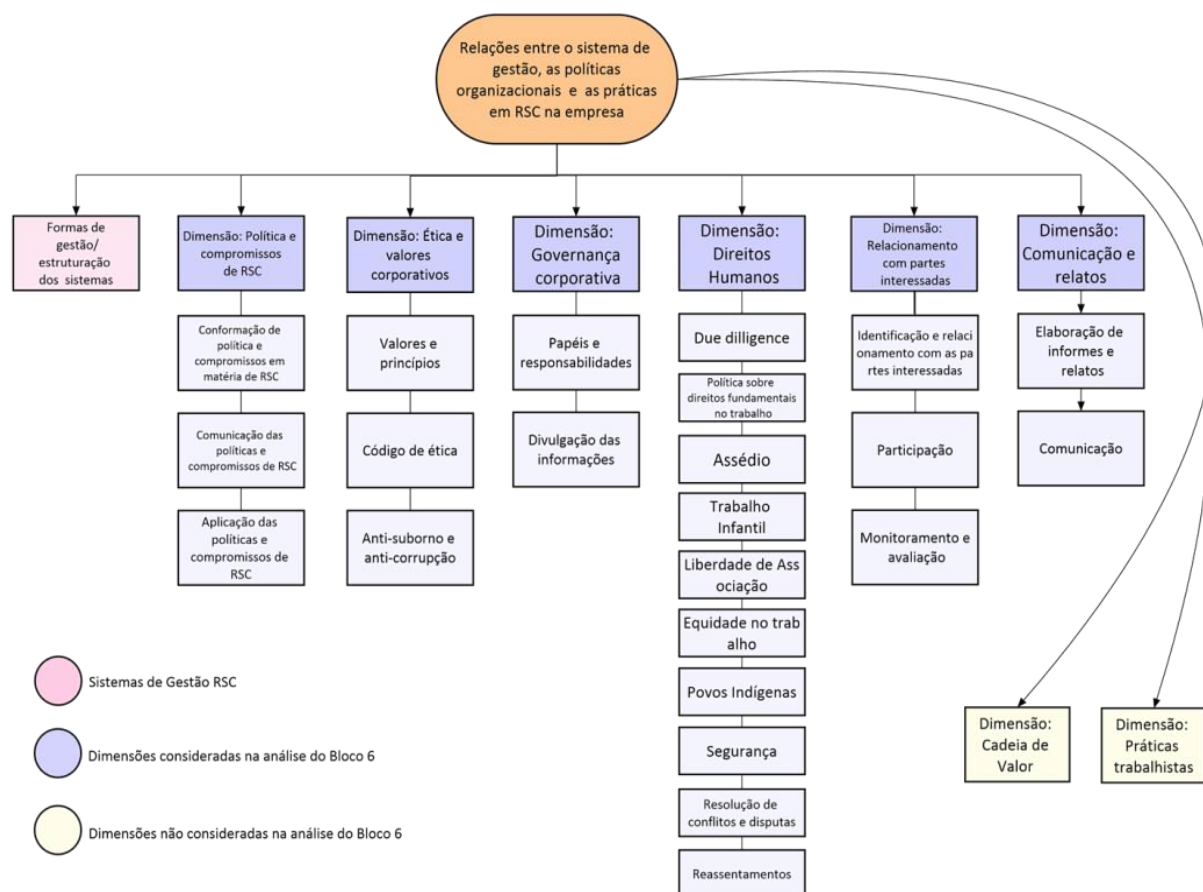 Relações entre o sistema de
gestão, as políticas
organizacionais e as práticas
em RSC na empresa
Formas de
gestão/
estruturação
dos sistemas
Dimensão: Política e
compromissos
de RSC
Conformação de
política e
compromissos em
matéria de RSC
Comunicação das
políticas e
compromissos de RSC
Aplicação das
políticas e
compromissos de
RSC
Dimensão: Ética e
valores corporativos
Valores e
princípios
Código de ética
Anti-suborno e
anti-corrupção
Dimensão:
Governança
corporativa
Papéis e
responsabilidades
Divulgação das
informações
Dimensão:
Direitos
Humanos
Due dilligence
Política sobre
direitos fundamentais
no trabalho
Assédio
Trabalho
Infantil
Liberdade de Ass
ociação
Equidade no trab
alho
Povos Indígenas
Segurança
Resolução de
conflitos e disputas
Reassentamentos
Dimensão:
Relacionamento
com partes
interessadas
Identificação e relaci
onamento com as pa
rtes interessadas
Participação
Monitoramento e
avaliação
Dimensão:
Comunicação e
relatos
Elaboração de
informes e
relatos
Comunicação
Dimensão:
Cadeia de
Valor
Dimensão:
Práticas
trabalhistas
Sistemas de Gestão RSC
Dimensões consideradas na análise do Bloco 6
Dimensões não consideradas na análise do Bloco 6